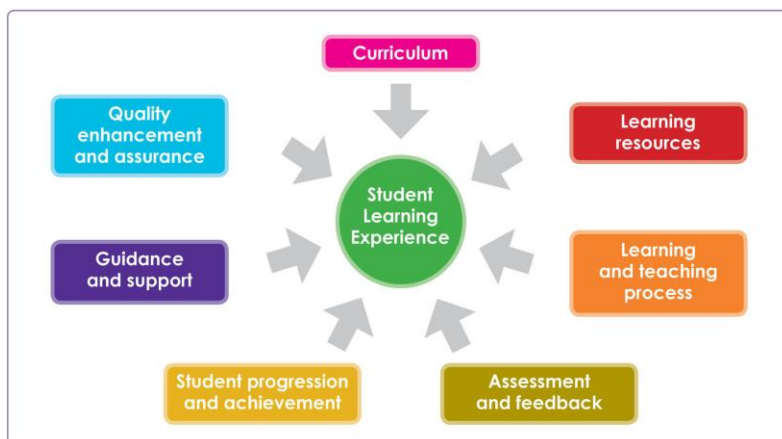 Curriculum
Quality
enhancement
and assurance
Learning
resources
Student
Learning
Experience
Guidance
and support
Learning
and teaching
process
Student progression
and achievement
Assessment
and feedback